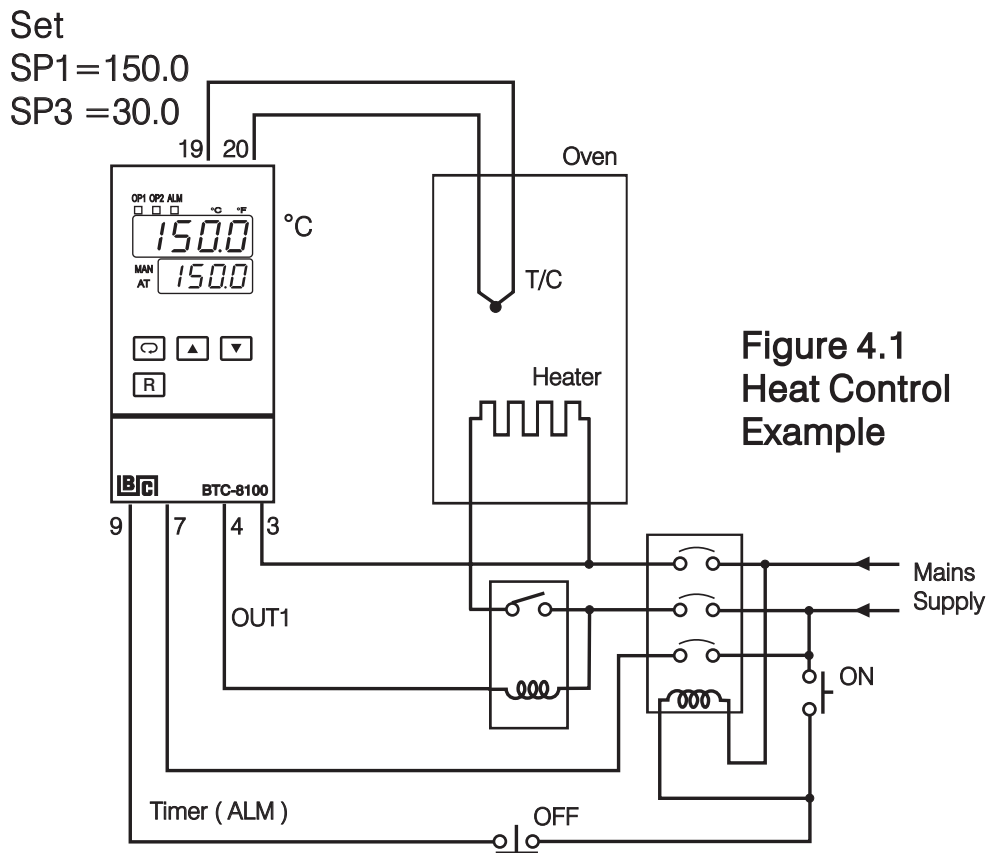 Set
SP1=150.0
SP3 =30.0
19 20
Oven
OP1 OP2 ALM
°C °F
150.0
°C
MAN
AT
150.0
T/C
Figure 4.1
Heat Control
Example
Heater
R
BC
BTC-8100
9 7 4 3
Mains
Supply
OUT1
ON
Timer ( ALM )
OFF